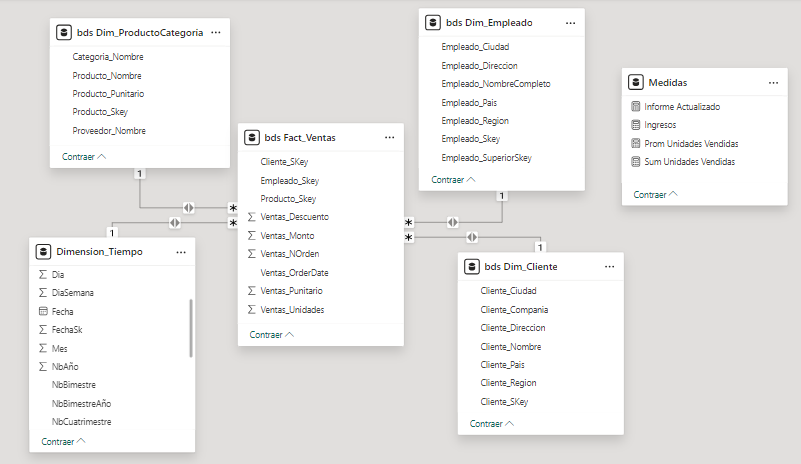 bds Dim_ProductoCategoria
Categoria_Nombre
Producto_Nombre
Producto_Punitario
Producto_Skey
Proveedor_Nombre
Contraer
1
*
bds Dim_Empleado
Empleado_Ciudad
Empleado_Direccion
Empleado_NombreCompleto
Empleado_Pais
Empleado_Region
Empleado_Skey
Empleado_SuperiorSkey
Contraer
1
*
Medidas
Informe Actualizado
Ingresos
Prom Unidades Vendidas
Sum Unidades Vendidas
Contraer
bds Fact_Ventas
Cliente_SKey
Empleado_Skey
Producto_Skey
Ventas_Descuento
Ventas_Monto
Ventas_NOrden
Ventas_OrderDate
Ventas_Punitario
Ventas_Unidades
Contraer
1
*
Dimension_Tiempo
Dia
DiaSemana
Fecha
FechaSk
Mes
NbAño
NbBimestre
NbBimestreAño
NbCuatrimestre
Contraer
*
1
bds Dim_Cliente
Cliente_Ciudad
Cliente_Compania
Cliente_Direccion
Cliente_Nombre
Cliente_Pais
Cliente_Region
Cliente_SKey
Contraer